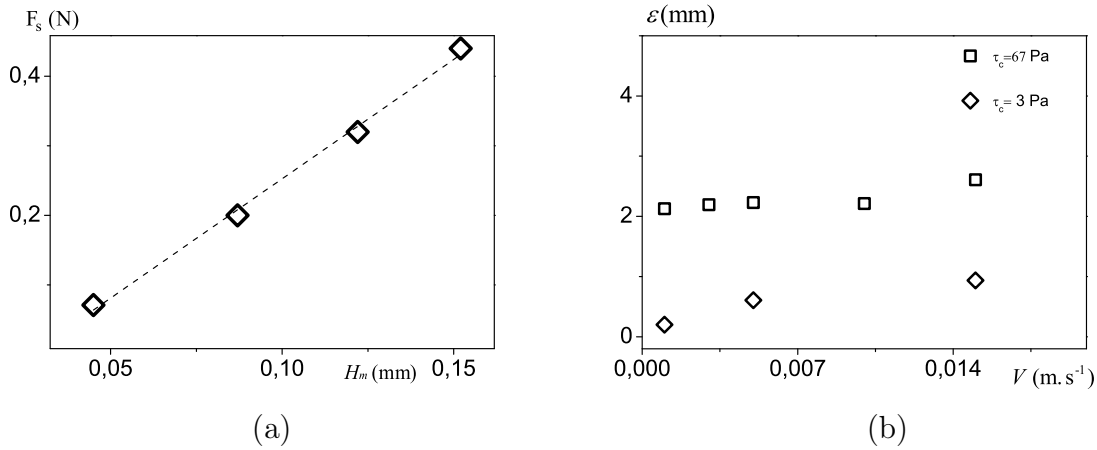 F_s (N)
0,4
0,2
0,05
0,10
H_m (mm)
0,15
(a)
ε(mm)
τ_c=67 Pa
τ_c= 3 Pa
4
2
0
0,000
0,007
0,014
V (m.s^-1)
(b)